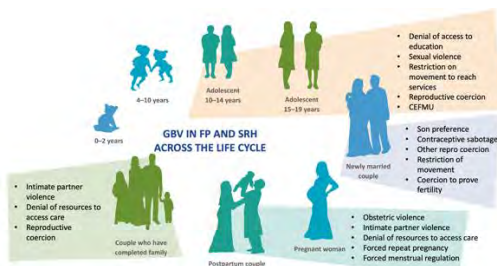 • Denial of access to
education
• Sexual violence
• Restriction on
movement to reach
services
• Reproductive coercion
• CEFMU
4–10 years
Adolescent
10–14 years
Adolescent
15–19 years
0–2 years
GBV IN FP AND SRH
ACROSS THE LIFE CYCLE
Newly married
couple
• Son preference
• Contraceptive sabotage
• Other repro coercion
• Restriction of
movement
• Coercion to prove
fertility
• Intimate partner
violence
• Denial of resources to
access care
• Reproductive
coercion
Couple who have
completed family
Postpartum couple
Pregnant woman
• Obstetric violence
• Intimate partner violence
• Denial of resources to access care
• Forced repeat pregnancy
• Forced menstrual regulation